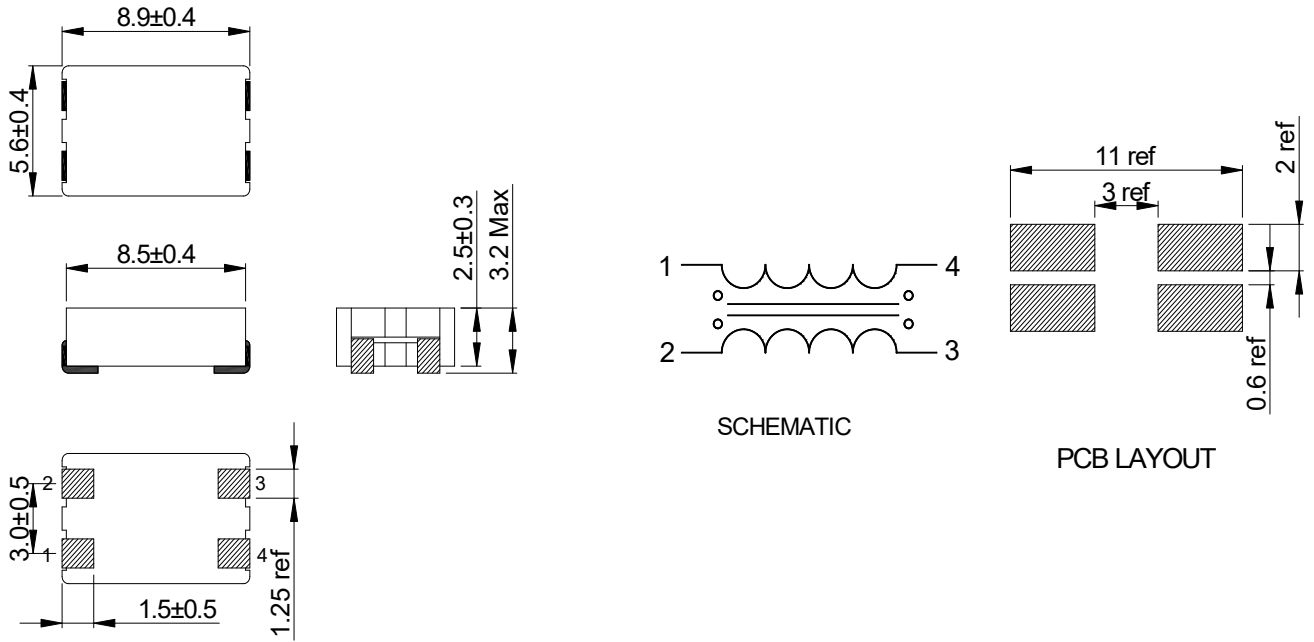 8.9±0.4
5.6±0.4
8.5±0.4
2.5±0.3
3.2 Max
1
4
2
3
SCHEMATIC
11 ref
3 ref
2 ref
0.6 ref
PCB LAYOUT
2
3
3.0±0.5
1
4
1.5±0.5
1.25 ref